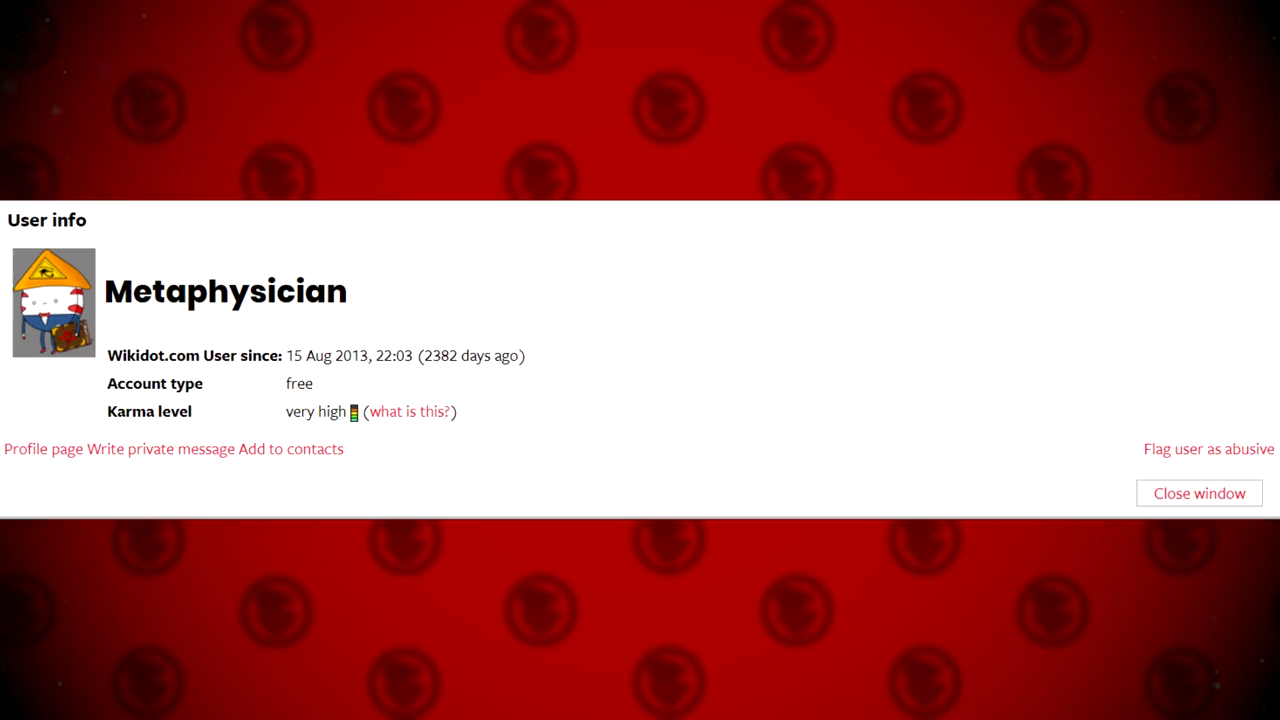 User info
Metaphysician
Wikidot.com User since: 15 Aug 2013, 22:03 (2382 days ago)
Account type free
Karma level very high (what is this?)
Profile page Write private message Add to contacts Flag user as abusive
Close window